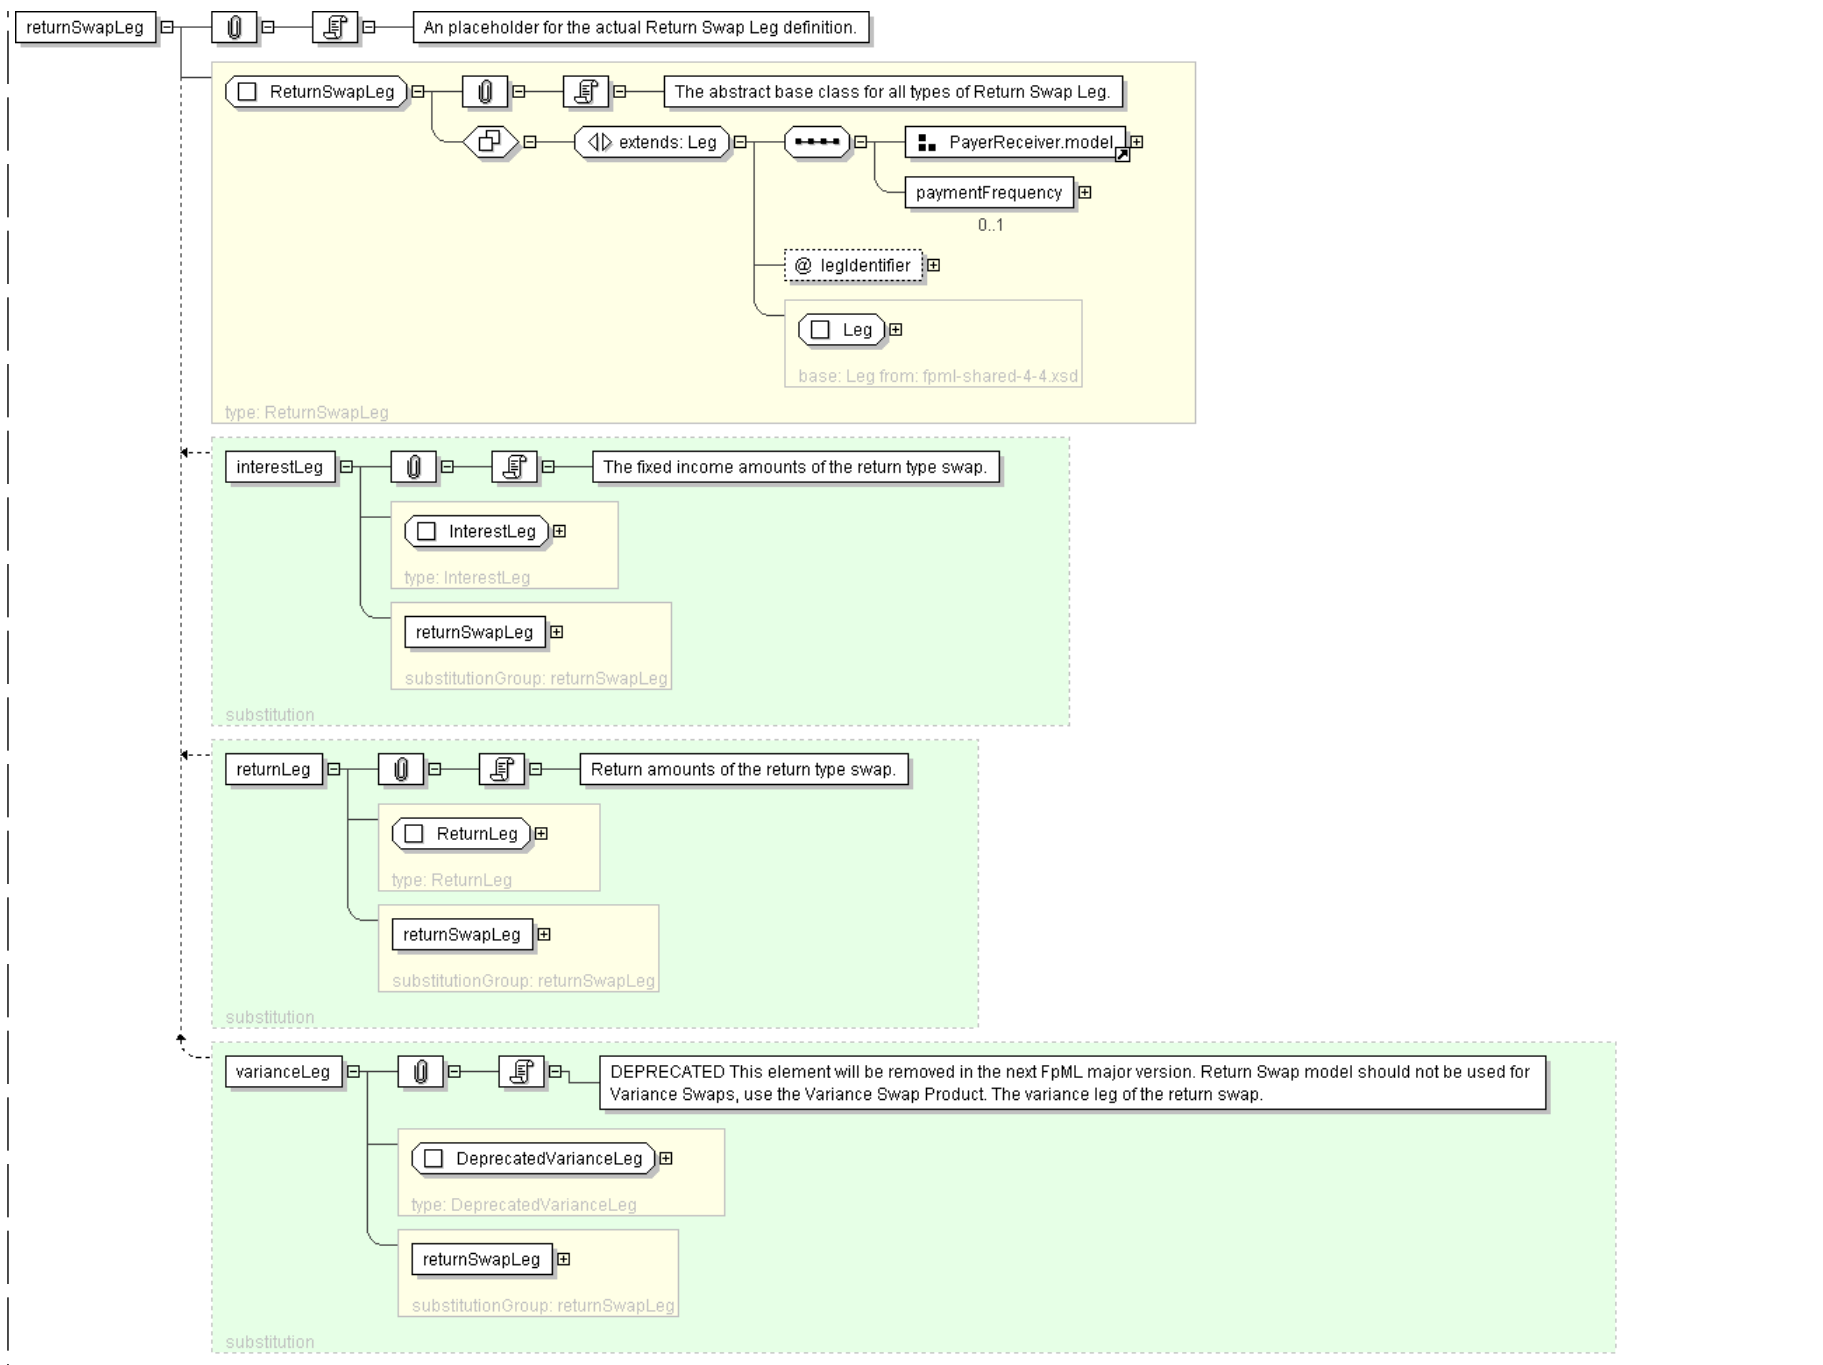 returnSwapLeg
An placeholder for the actual Return Swap Leg definition.
ReturnSwapLeg
The abstract base class for all types of Return Swap Leg.
extends: Leg
PayerReceiver.model
paymentFrequency
0..1
@ legIdentifier
Leg
base: Leg from: fpml-shared-4-4.xsd
type: ReturnSwapLeg
interestLeg
The fixed income amounts of the return type swap.
InterestLeg
type: InterestLeg
returnSwapLeg
substitutionGroup: returnSwapLeg
substitution
returnLeg
Return amounts of the return type swap.
ReturnLeg
type: ReturnLeg
returnSwapLeg
substitutionGroup: returnSwapLeg
substitution
varianceLeg
DEPRECATED This element will be removed in the next FpML major version. Return Swap model should not be used for
Variance Swaps, use the Variance Swap Product. The variance leg of the return swap.
DeprecatedVarianceLeg
type: DeprecatedVarianceLeg
returnSwapLeg
substitutionGroup: returnSwapLeg
substitution